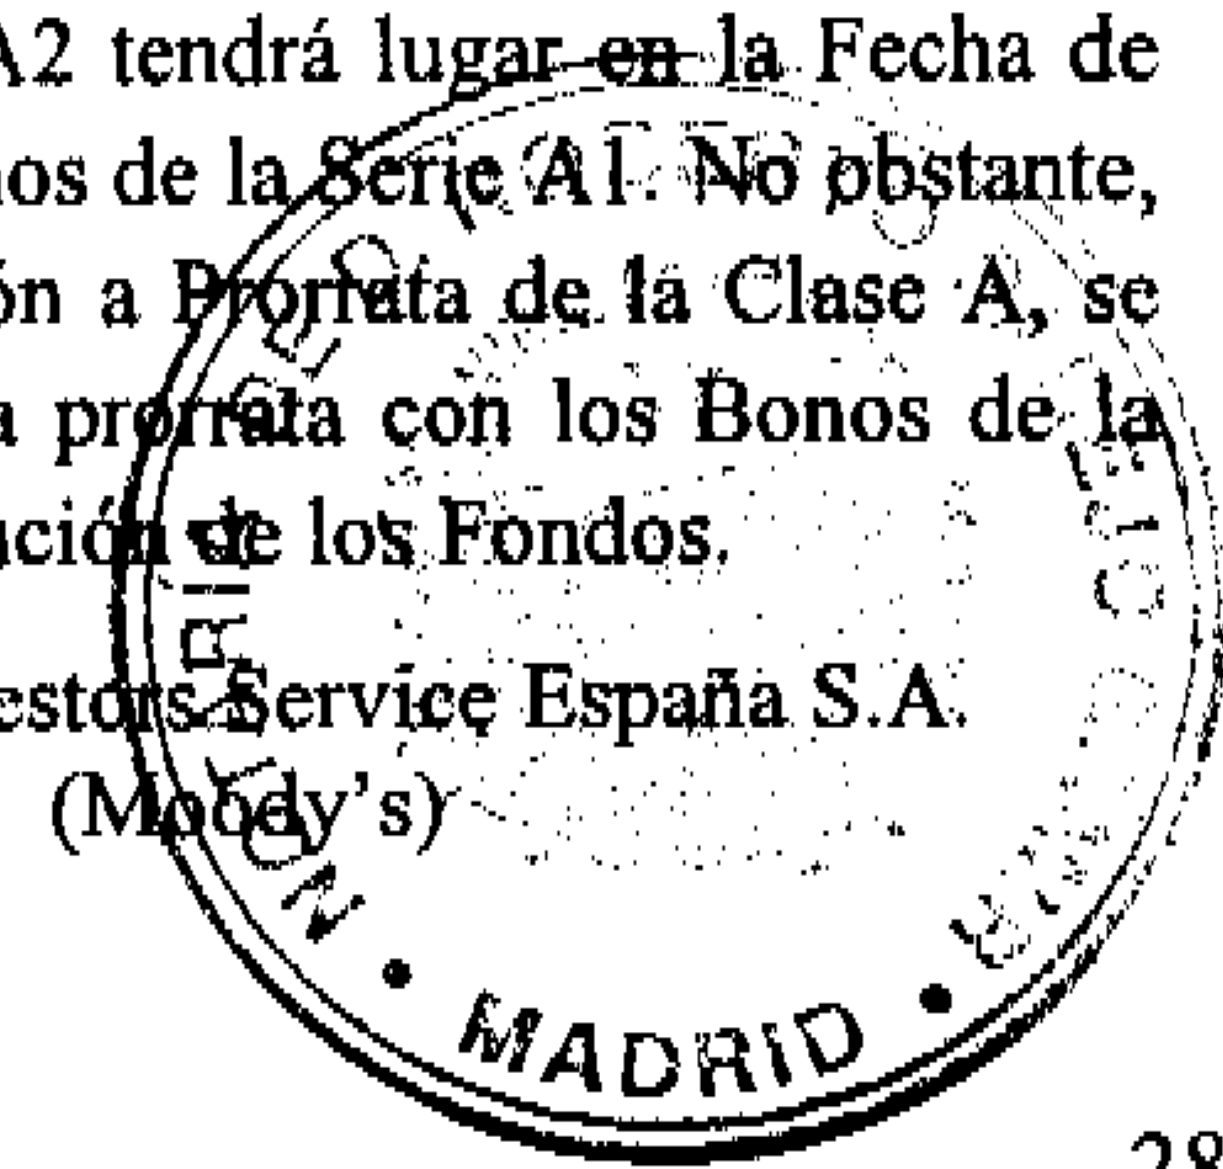 A2 tendrá lugar en la Fecha de
nos de la Serie A1. No obstante,
ón a Prorrata de la Clase A, se
a prorrata con los Bonos de la
ución de los Fondos.
estors Service España S.A.
(Moody's)
MADRID
28